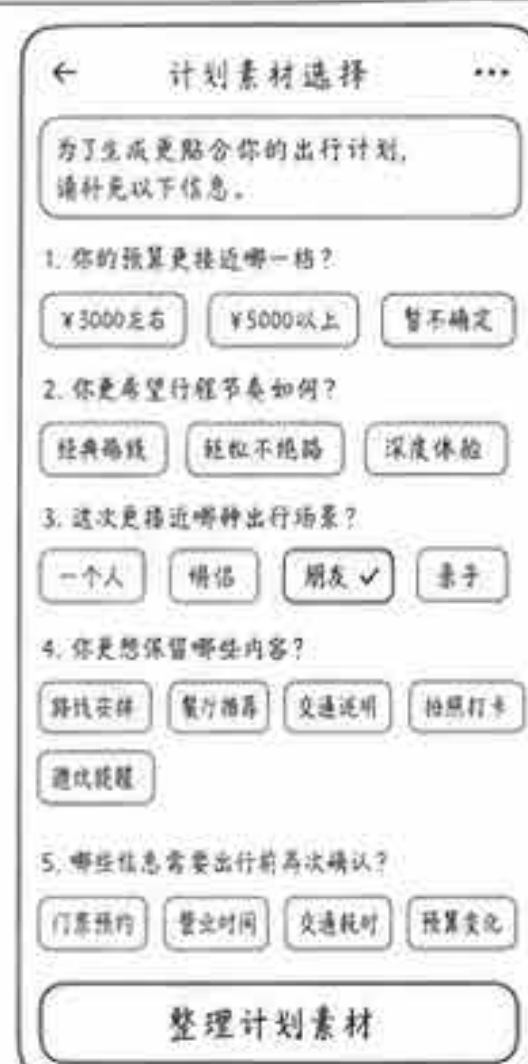 ← 计划素材选择 •••
为了生成更贴合你的出行计划,
请补充以下信息。
1. 你的预算更接近哪一档?
¥3000左右 ¥5000以上 暂不确定
2. 你更希望行程节奏如何?
经典路线 轻松不绕路 深度体验
3. 这次更接近哪种出行场景?
一个人 情侣 朋友 ✓ 亲子
4. 你更想保留哪些内容?
路线安排 餐厅推荐 交通说明 拍照打卡
避坑提醒
5. 哪些信息需要出行前再次确认?
门票预约 营业时间 交通耗时 预算变化
整理计划素材